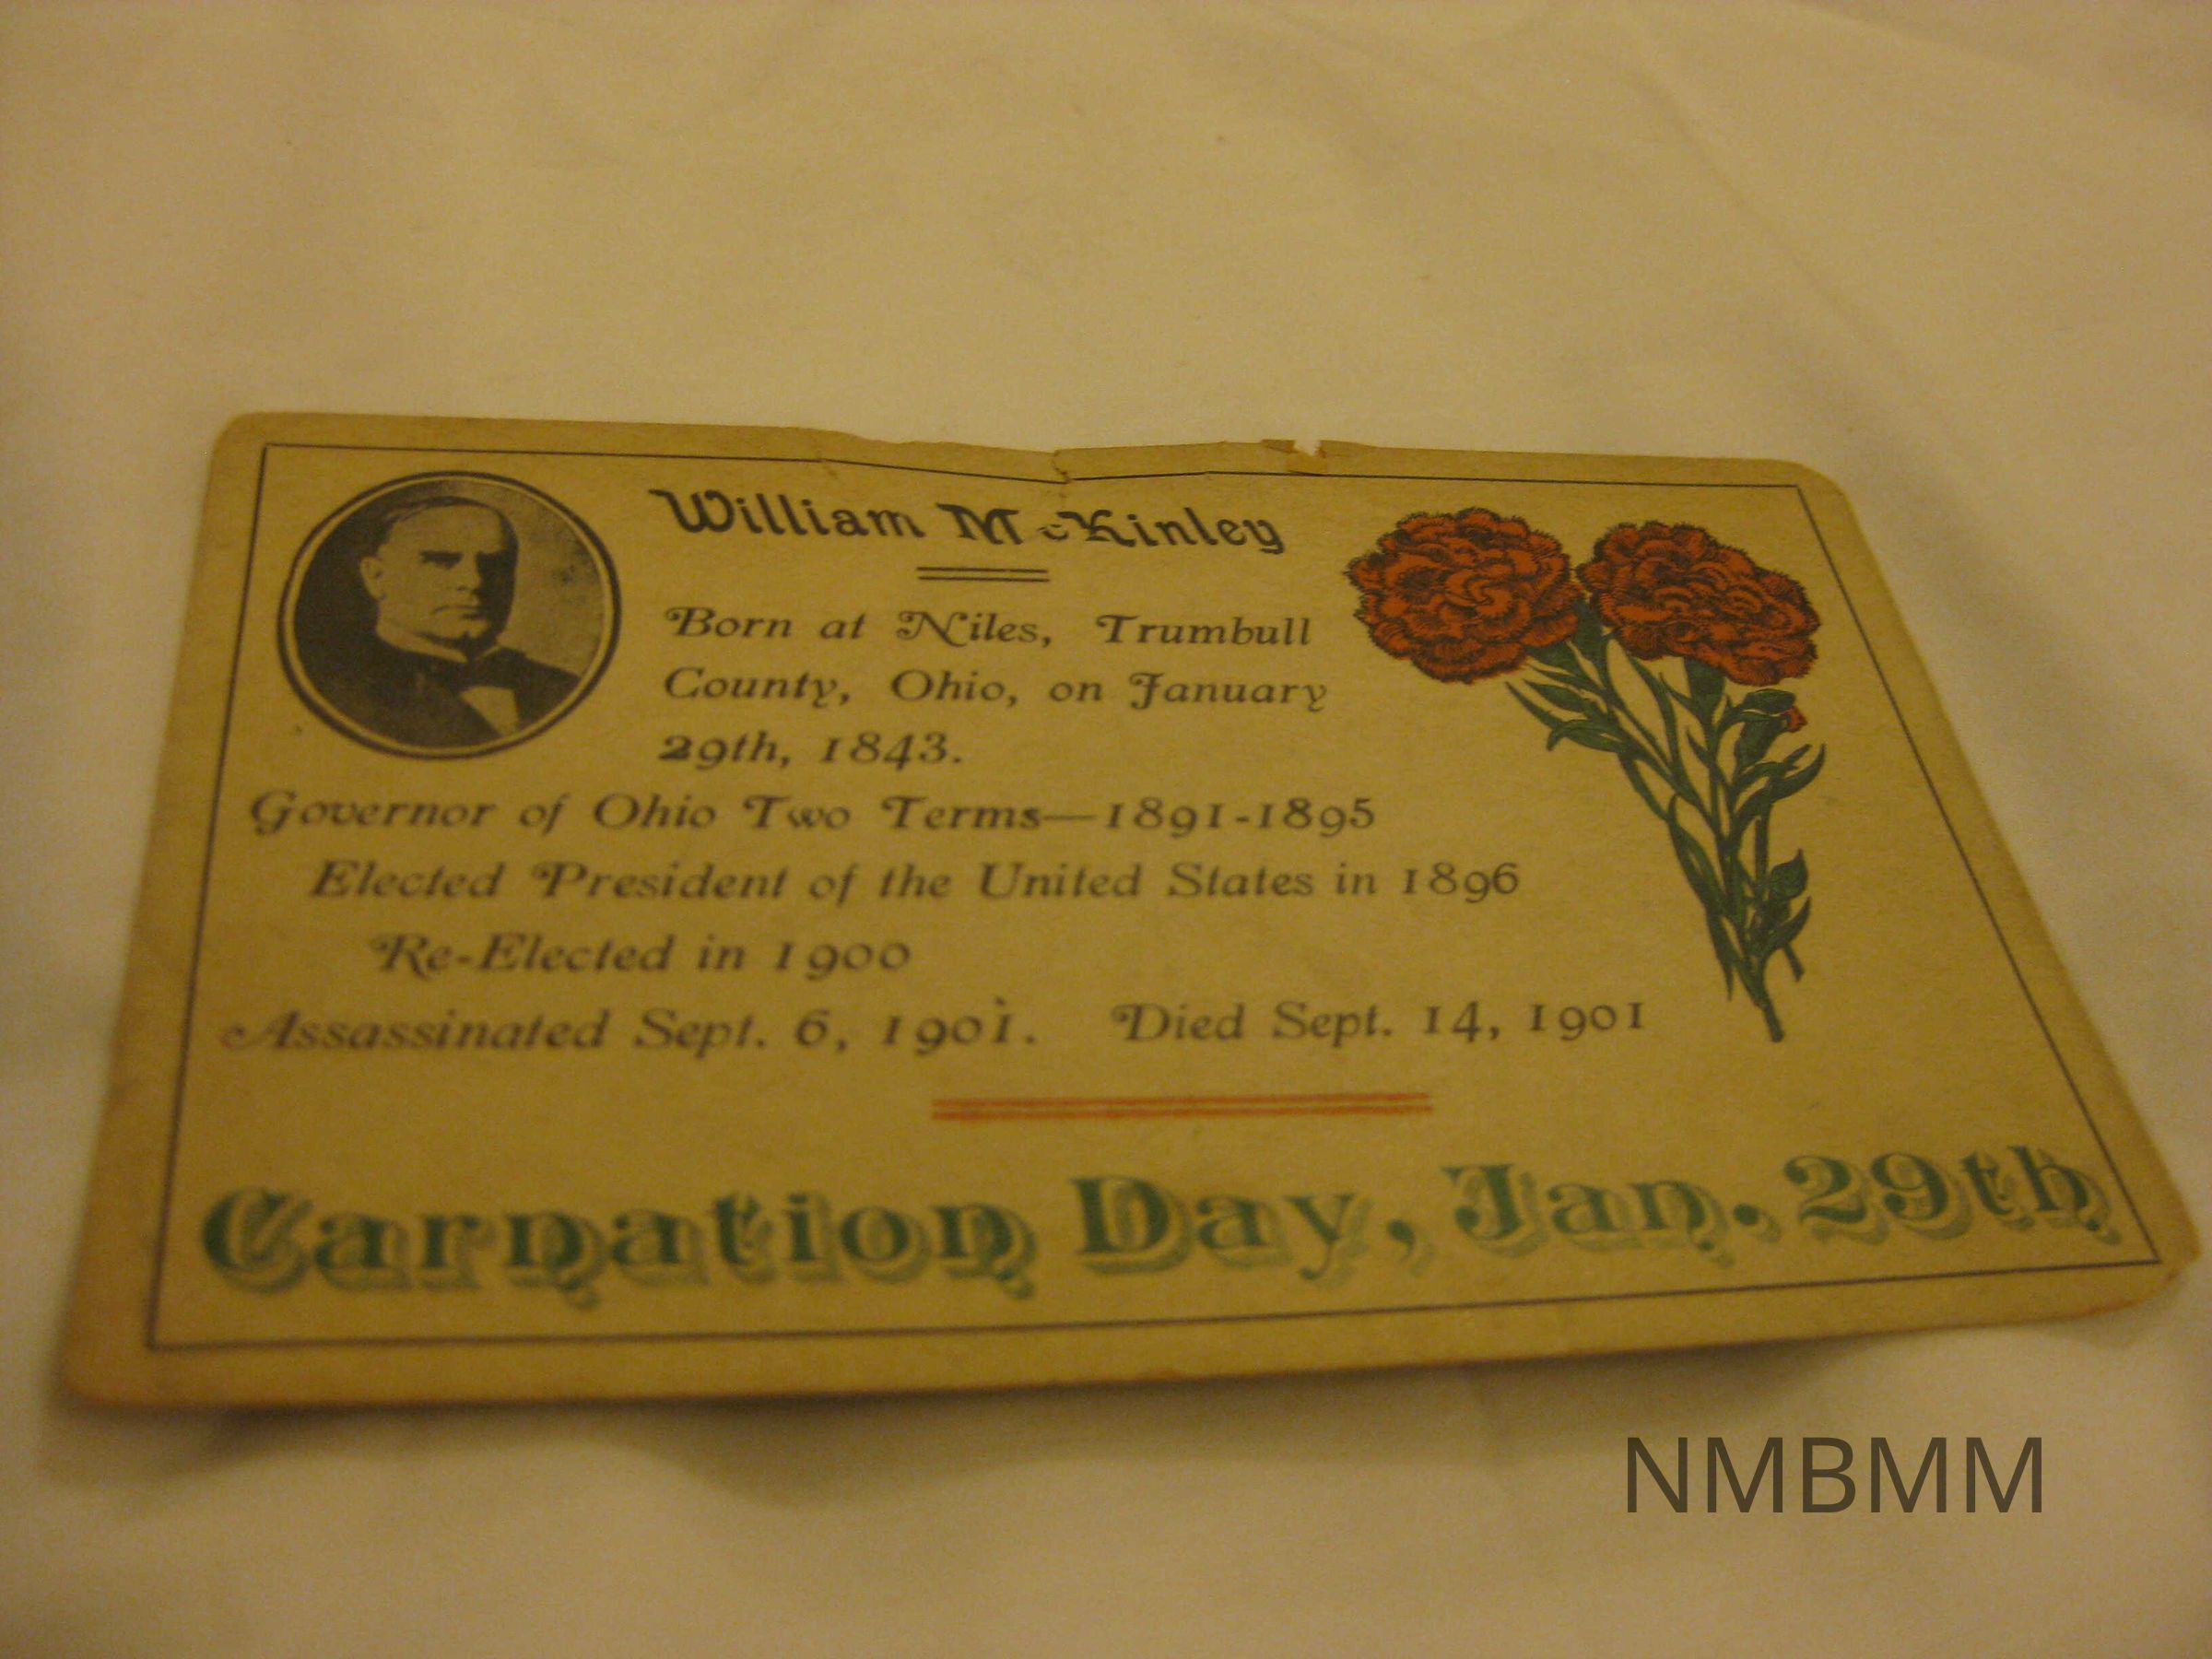 William McKinley
Born at Niles, Trumbull
County, Ohio, on January
29th, 1843.
Governor of Ohio Two Terms—1891-1895
Elected President of the United States in 1896
Re-Elected in 1900
Assassinated Sept. 6, 1901. Died Sept. 14, 1901
Carnation Day, Jan. 29th
NMBMM